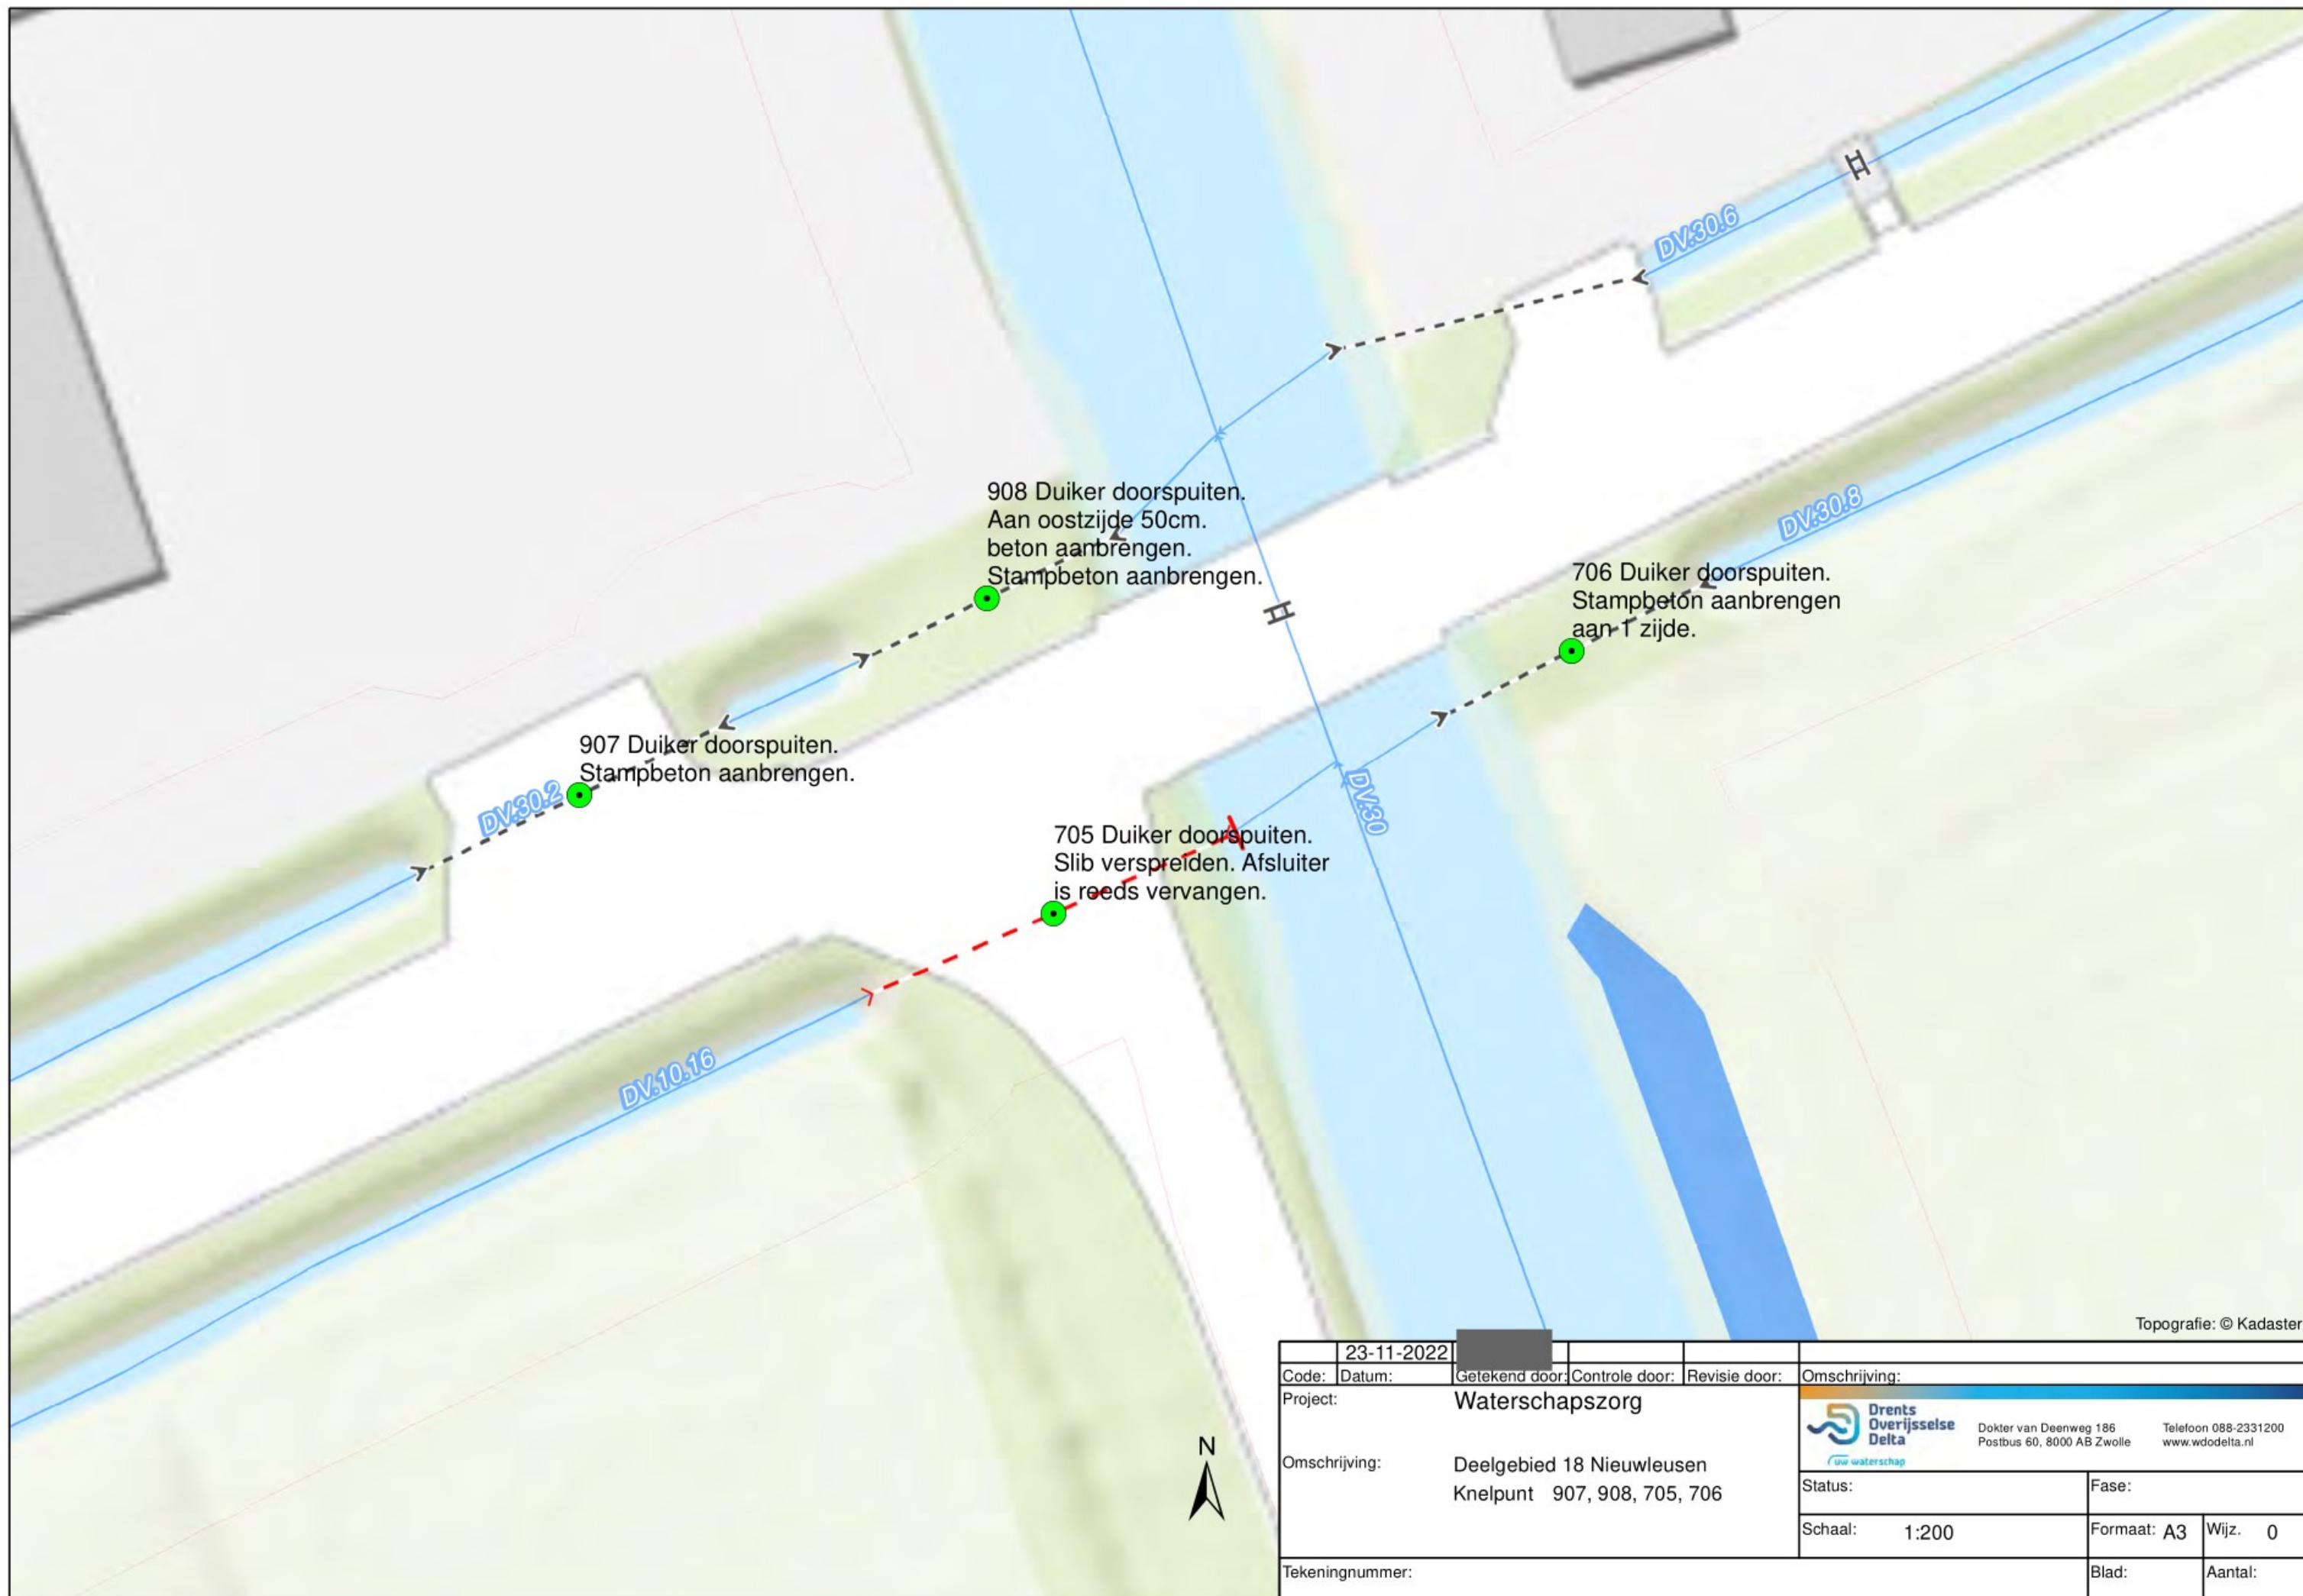 DV.30.6
908 Duiker doorspuiten.
Aan oostzijde 50cm.
beton aanbrengen.
Stampbeton aanbrengen.
DV.30.8
706 Duiker doorspuiten.
Stampbeton aanbrengen
aan 1 zijde.
907 Duiker doorspuiten.
Stampbeton aanbrengen.
DV.30.2
DV.30
705 Duiker doorspuiten.
Slib verspreiden. Afsluiter
is reeds vervangen.
DV.10.16
Topografie: © Kadaster
N
23-11-2022
Code: Datum: Getekend door: Controle door: Revisie door: Omschrijving:
Project: Waterschapszorg
Omschrijving: Deelgebied 18 Nieuwleusen
Knelpunt 907, 908, 705, 706
Drents
Overijsselse
Delta
uw waterschap
Dokter van Deenweg 186
Postbus 60, 8000 AB Zwolle
Telefoon 088-2331200
www.wdodelta.nl
Status: Fase:
Schaal: 1:200 Formaat: A3 Wijz. 0
Tekeningnummer: Blad: Aantal: